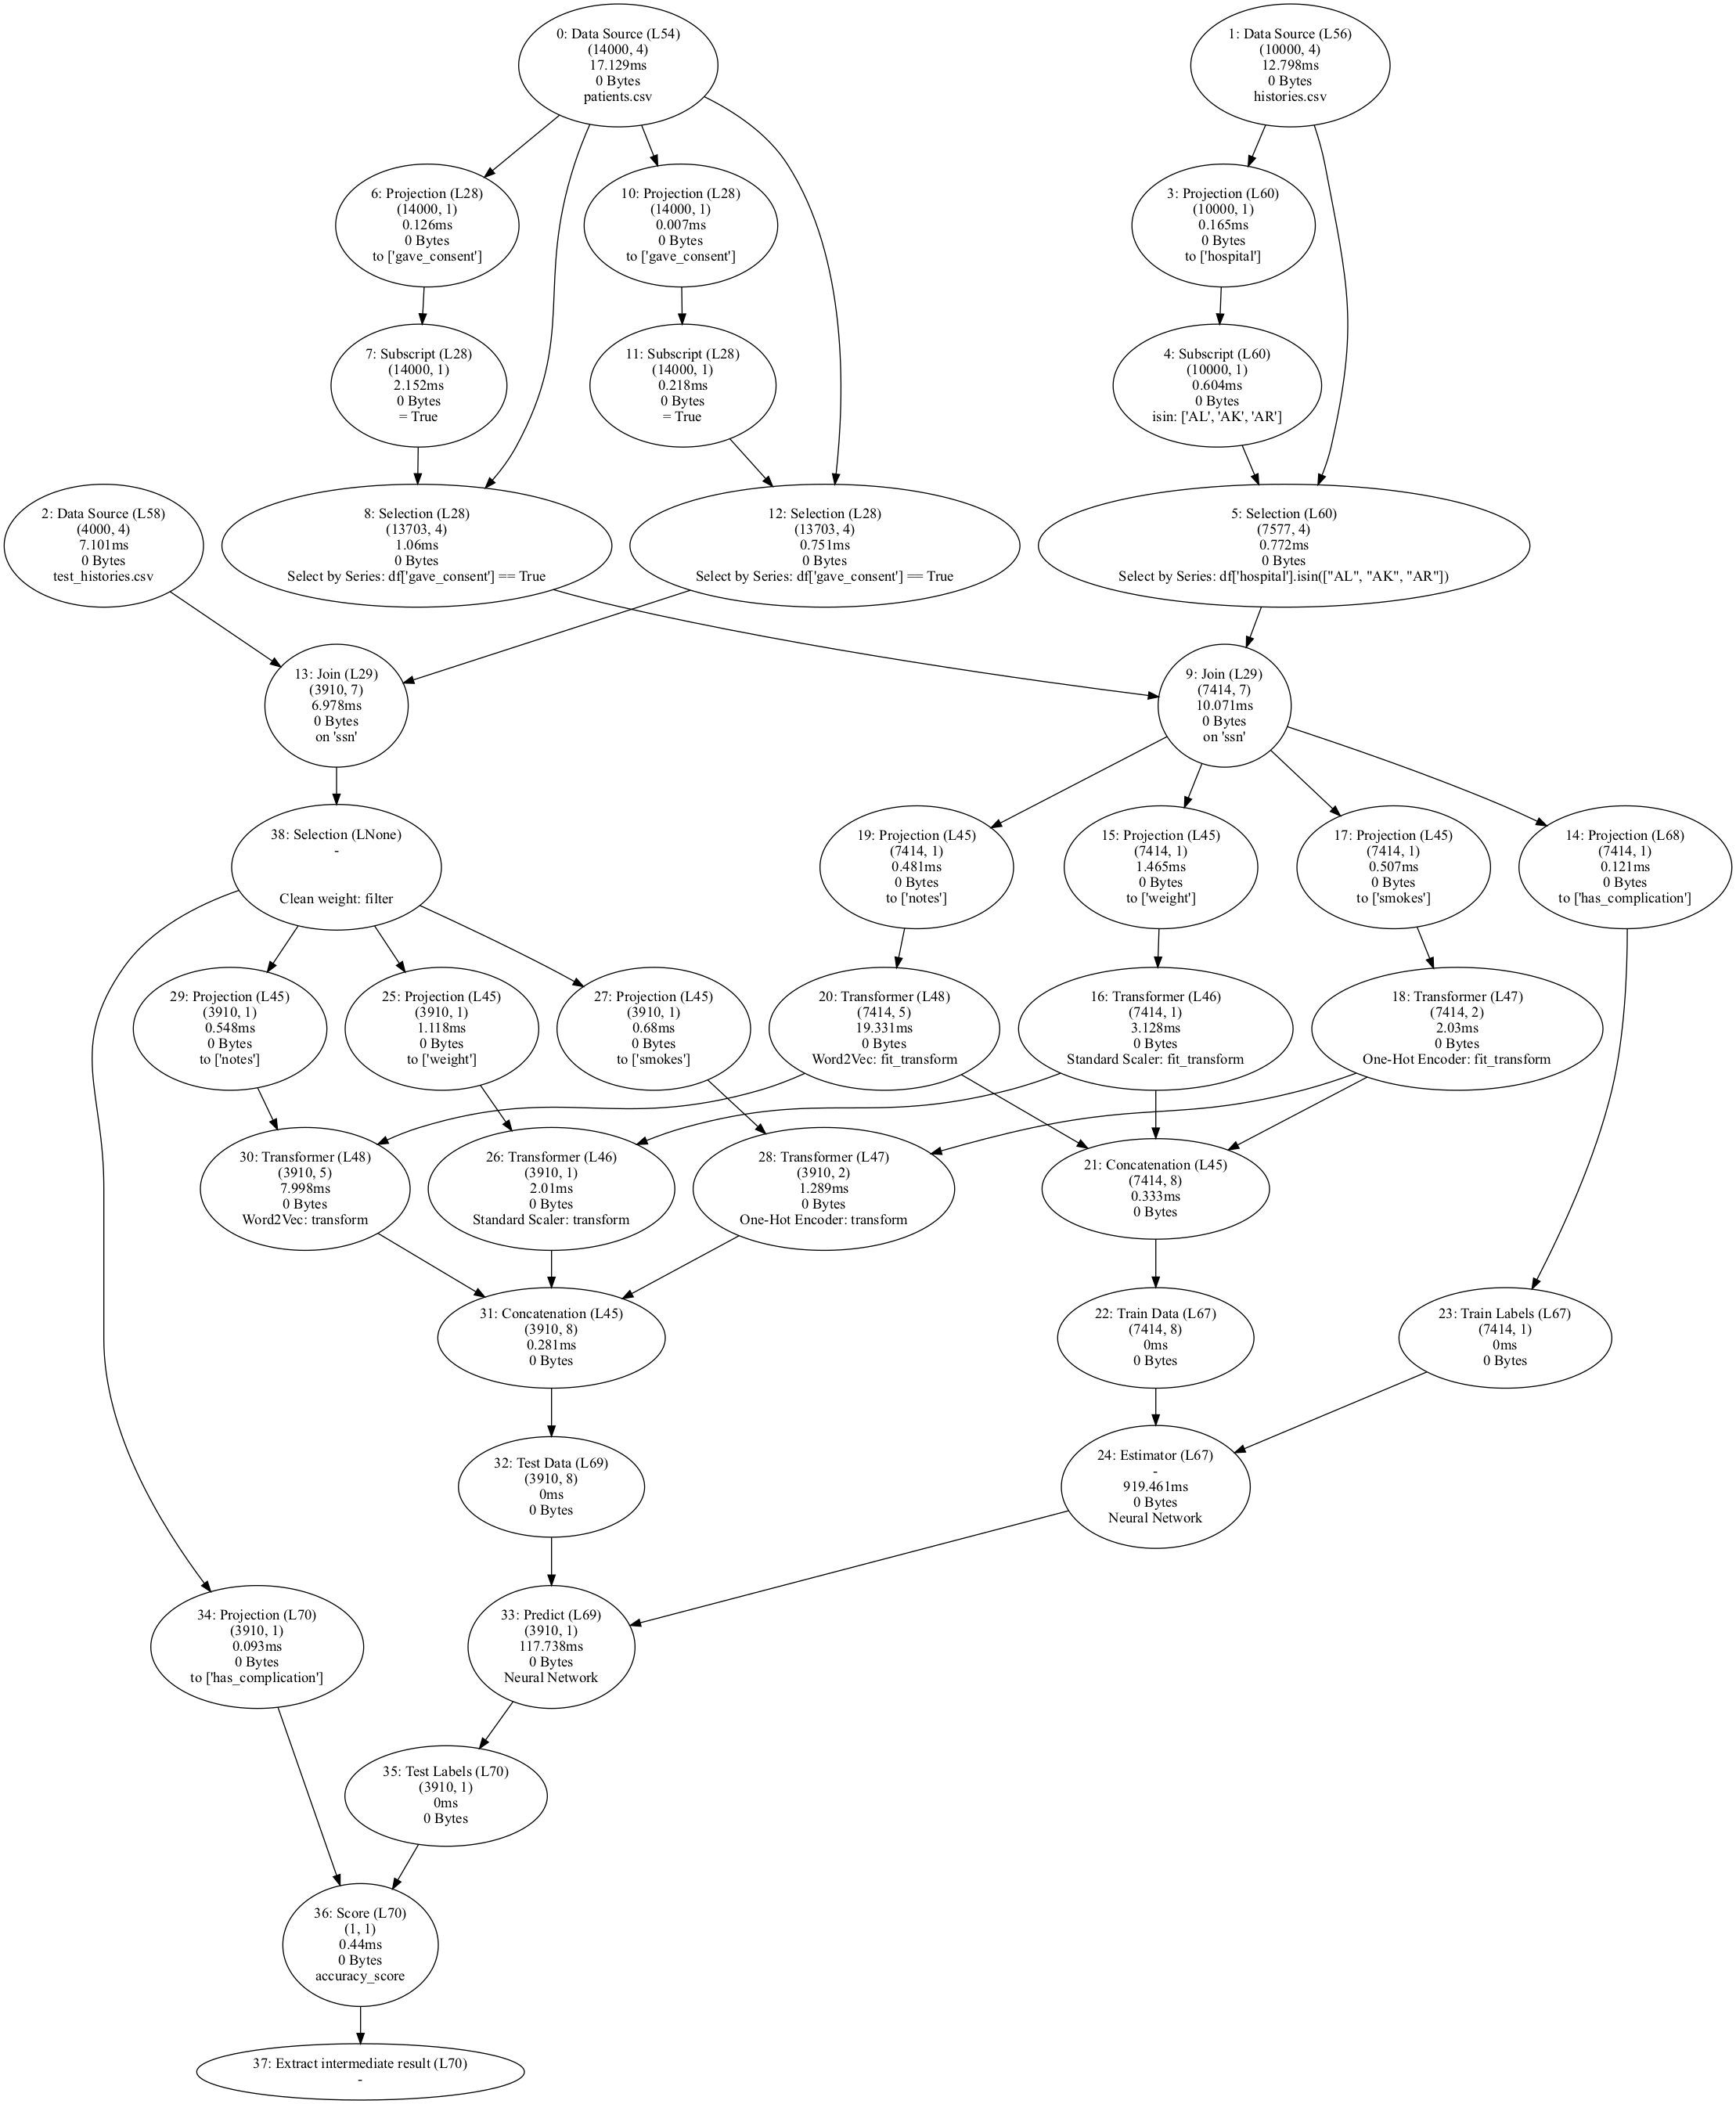 0: Data Source (L54)
(14000, 4)
17.129ms
0 Bytes
patients.csv
1: Data Source (L56)
(10000, 4)
12.798ms
0 Bytes
histories.csv
6: Projection (L28)
(14000, 1)
0.126ms
0 Bytes
to ['gave_consent']
10: Projection (L28)
(14000, 1)
0.007ms
0 Bytes
to ['gave_consent']
3: Projection (L60)
(10000, 1)
0.165ms
0 Bytes
to ['hospital']
7: Subscript (L28)
(14000, 1)
2.152ms
0 Bytes
= True
11: Subscript (L28)
(14000, 1)
0.218ms
0 Bytes
= True
4: Subscript (L60)
(10000, 1)
0.604ms
0 Bytes
isin: ['AL', 'AK', 'AR']
2: Data Source (L58)
(4000, 4)
7.101ms
0 Bytes
test_histories.csv
8: Selection (L28)
(13703, 4)
1.06ms
0 Bytes
Select by Series: df['gave_consent'] == True
12: Selection (L28)
(13703, 4)
0.751ms
0 Bytes
Select by Series: df['gave_consent'] == True
5: Selection (L60)
(7577, 4)
0.772ms
0 Bytes
Select by Series: df['hospital'].isin(["AL", "AK", "AR"])
13: Join (L29)
(3910, 7)
6.978ms
0 Bytes
on 'ssn'
9: Join (L29)
(7414, 7)
10.071ms
0 Bytes
on 'ssn'
38: Selection (LNone)
-
Clean weight: filter
19: Projection (L45)
(7414, 1)
0.481ms
0 Bytes
to ['notes']
15: Projection (L45)
(7414, 1)
1.465ms
0 Bytes
to ['weight']
17: Projection (L45)
(7414, 1)
0.507ms
0 Bytes
to ['smokes']
14: Projection (L68)
(7414, 1)
0.121ms
0 Bytes
to ['has_complication']
29: Projection (L45)
(3910, 1)
0.548ms
0 Bytes
to ['notes']
25: Projection (L45)
(3910, 1)
1.118ms
0 Bytes
to ['weight']
27: Projection (L45)
(3910, 1)
0.68ms
0 Bytes
to ['smokes']
20: Transformer (L48)
(7414, 5)
19.331ms
0 Bytes
Word2Vec: fit_transform
16: Transformer (L46)
(7414, 1)
3.128ms
0 Bytes
Standard Scaler: fit_transform
18: Transformer (L47)
(7414, 2)
2.03ms
0 Bytes
One-Hot Encoder: fit_transform
30: Transformer (L48)
(3910, 5)
7.998ms
0 Bytes
Word2Vec: transform
26: Transformer (L46)
(3910, 1)
2.01ms
0 Bytes
Standard Scaler: transform
28: Transformer (L47)
(3910, 2)
1.289ms
0 Bytes
One-Hot Encoder: transform
21: Concatenation (L45)
(7414, 8)
0.333ms
0 Bytes
31: Concatenation (L45)
(3910, 8)
0.281ms
0 Bytes
22: Train Data (L67)
(7414, 8)
0ms
0 Bytes
23: Train Labels (L67)
(7414, 1)
0ms
0 Bytes
32: Test Data (L69)
(3910, 8)
0ms
0 Bytes
24: Estimator (L67)
-
919.461ms
0 Bytes
Neural Network
34: Projection (L70)
(3910, 1)
0.093ms
0 Bytes
to ['has_complication']
33: Predict (L69)
(3910, 1)
117.738ms
0 Bytes
Neural Network
35: Test Labels (L70)
(3910, 1)
0ms
0 Bytes
36: Score (L70)
(1, 1)
0.44ms
0 Bytes
accuracy_score
37: Extract intermediate result (L70)
-